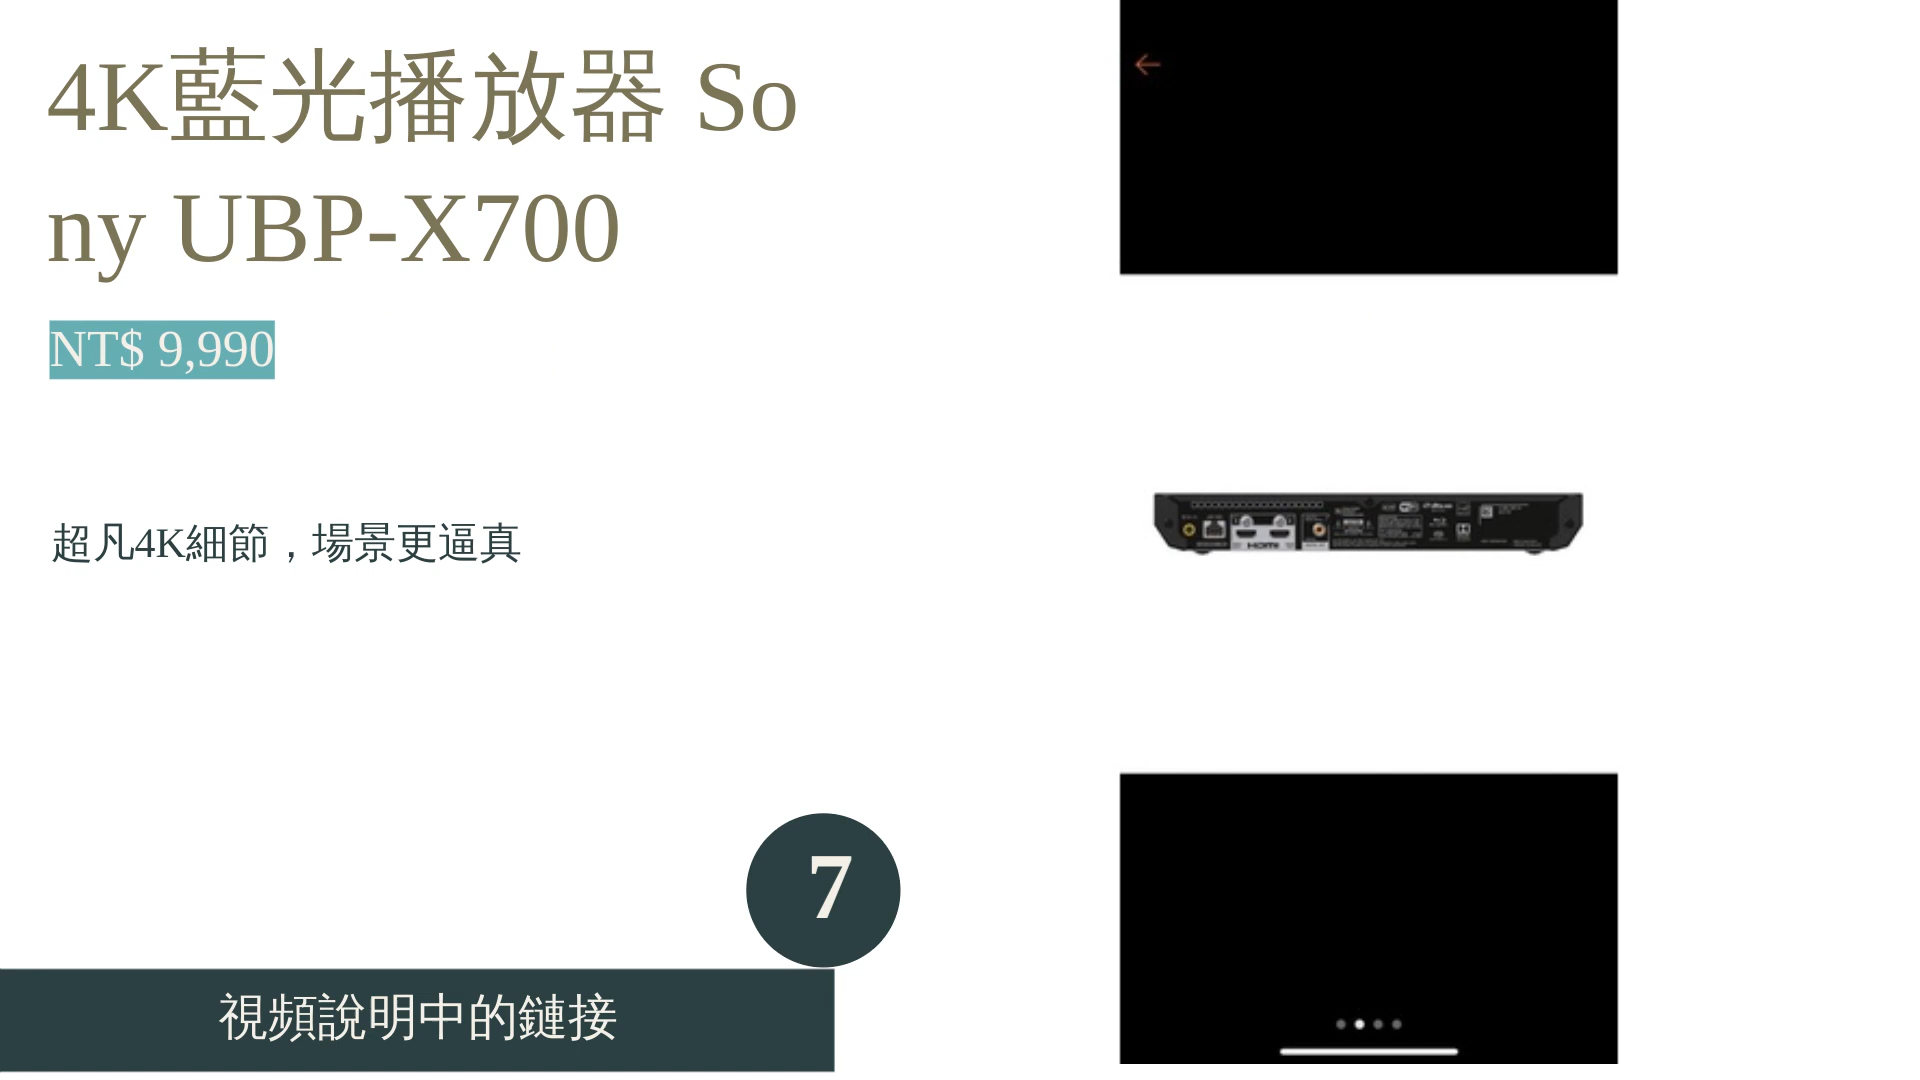 4K藍光播放器 So
ny UBP-X700
NT$ 9,990
超凡4K細節，場景更逼真
HDMI
7
視頻說明中的鏈接